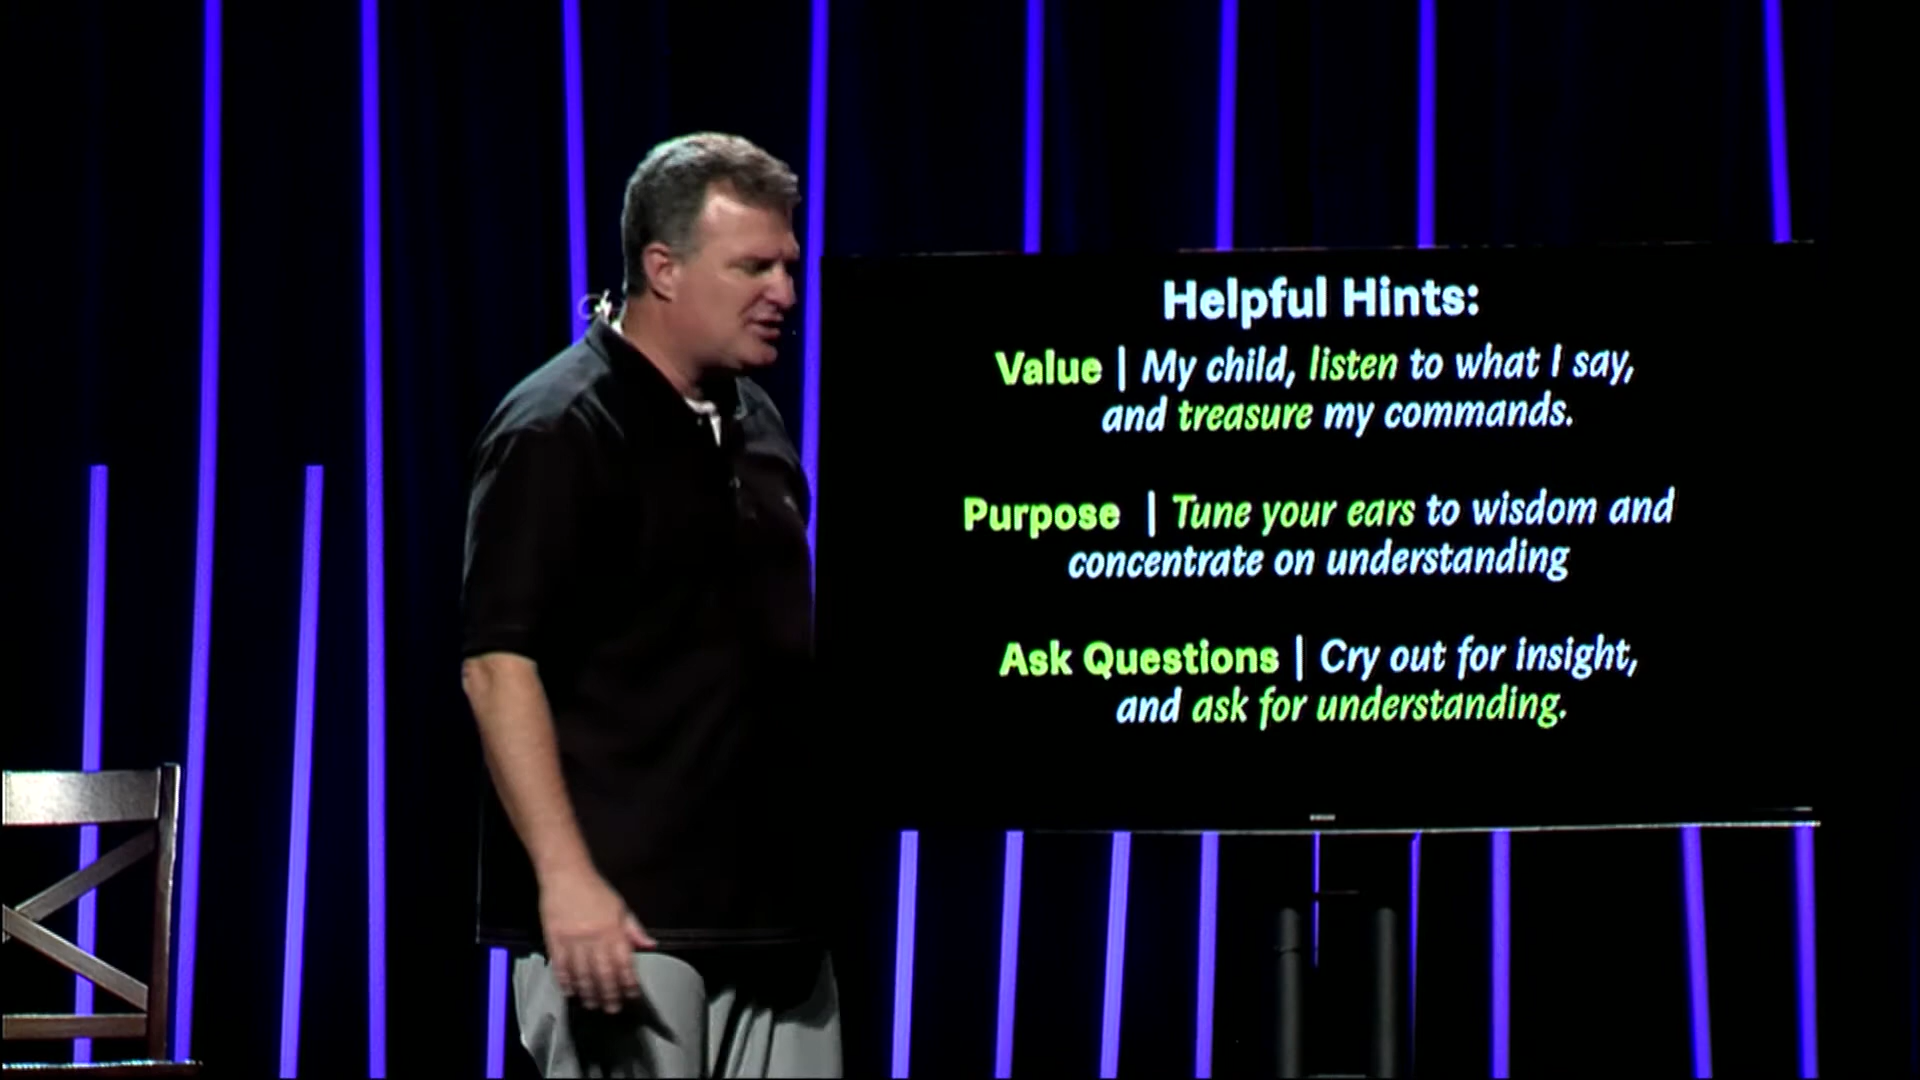 Helpful Hints:
Value | My child, listen to what I say,
and treasure my commands.
Purpose | Tune your ears to wisdom and
concentrate on understanding
Ask Questions | Cry out for insight,
and ask for understanding.